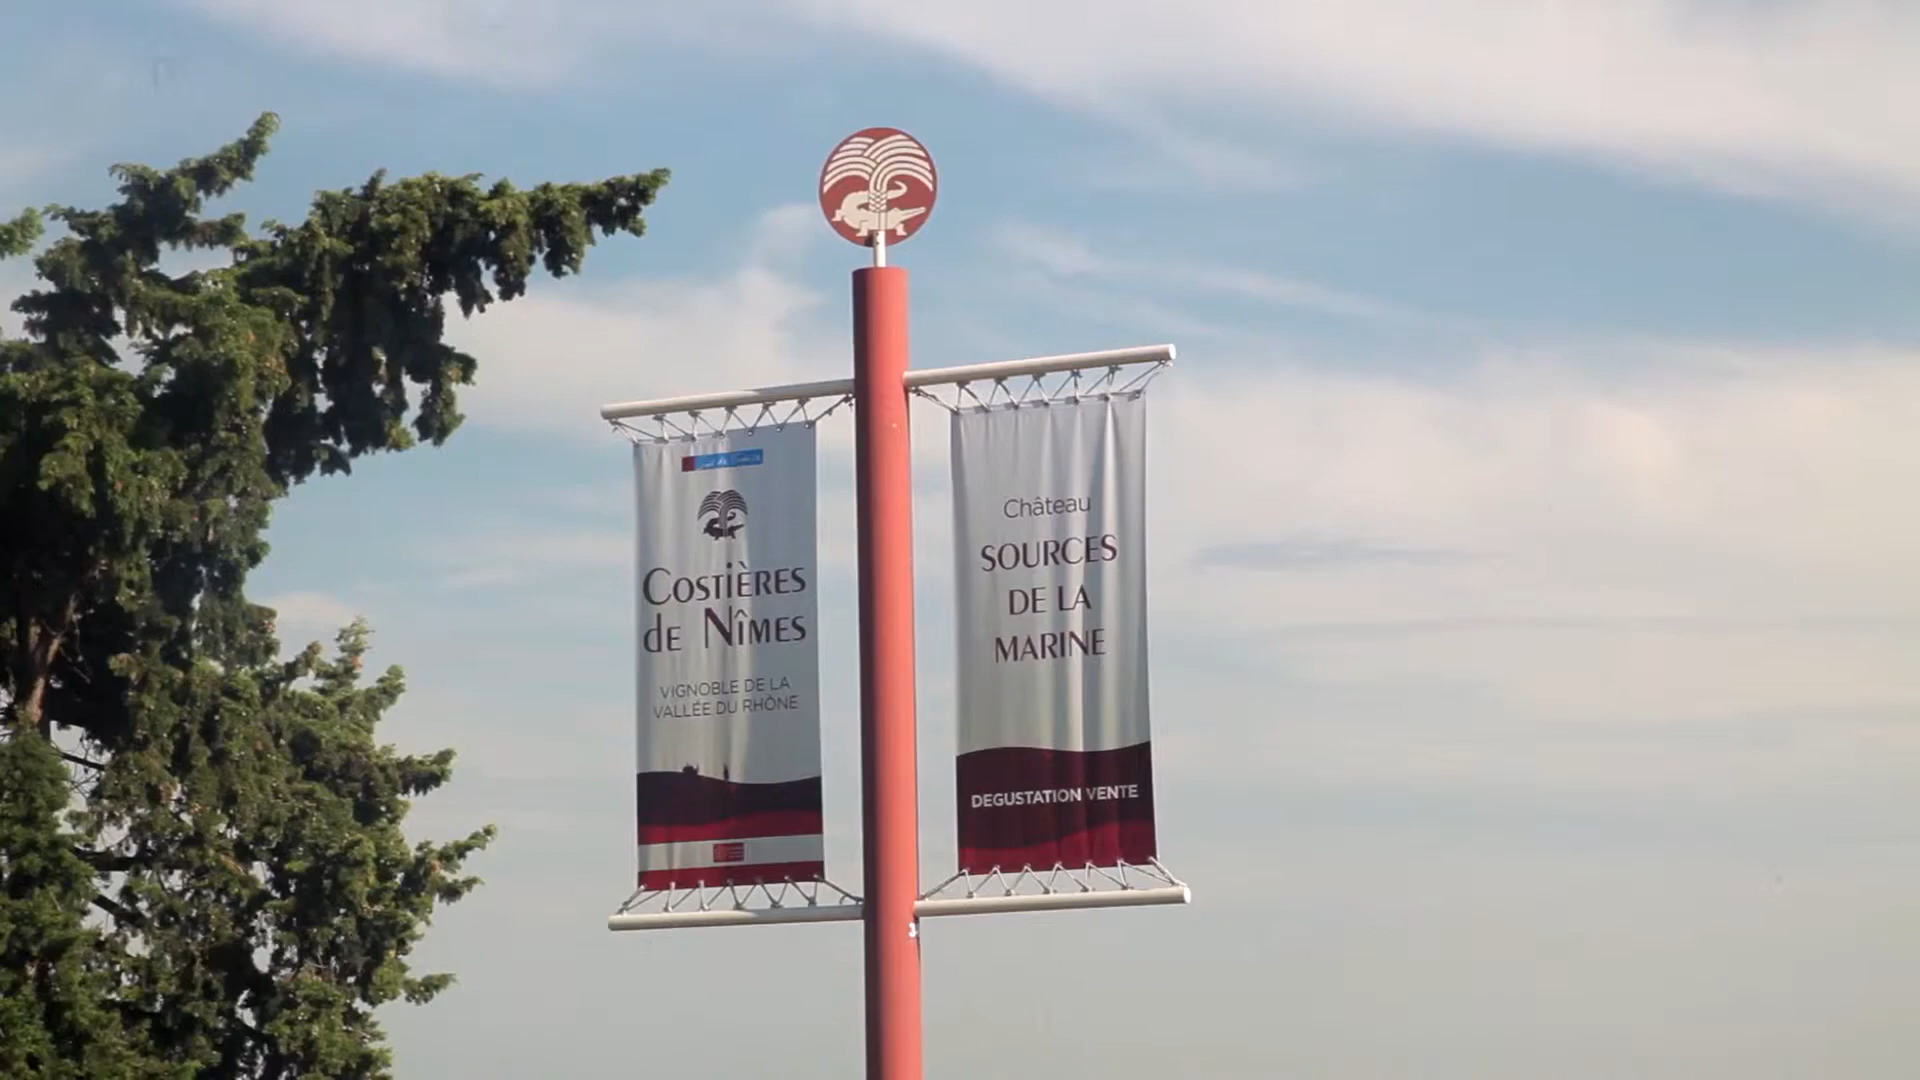 Costières
de Nîmes
VIGNOBLE DE LA
VALLÉE DU RHÔNE
Château
SOURCES
DE LA
MARINE
DEGUSTATION VENTE